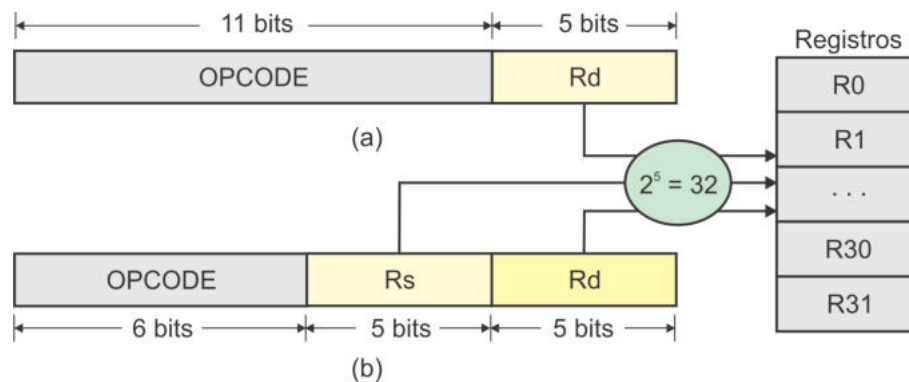 11 bits
5 bits
OPCODE
Rd
(a)
Registros
R0
R1
. . .
R30
R31
2⁵ = 32
OPCODE
Rs
Rd
6 bits
5 bits
5 bits
(b)